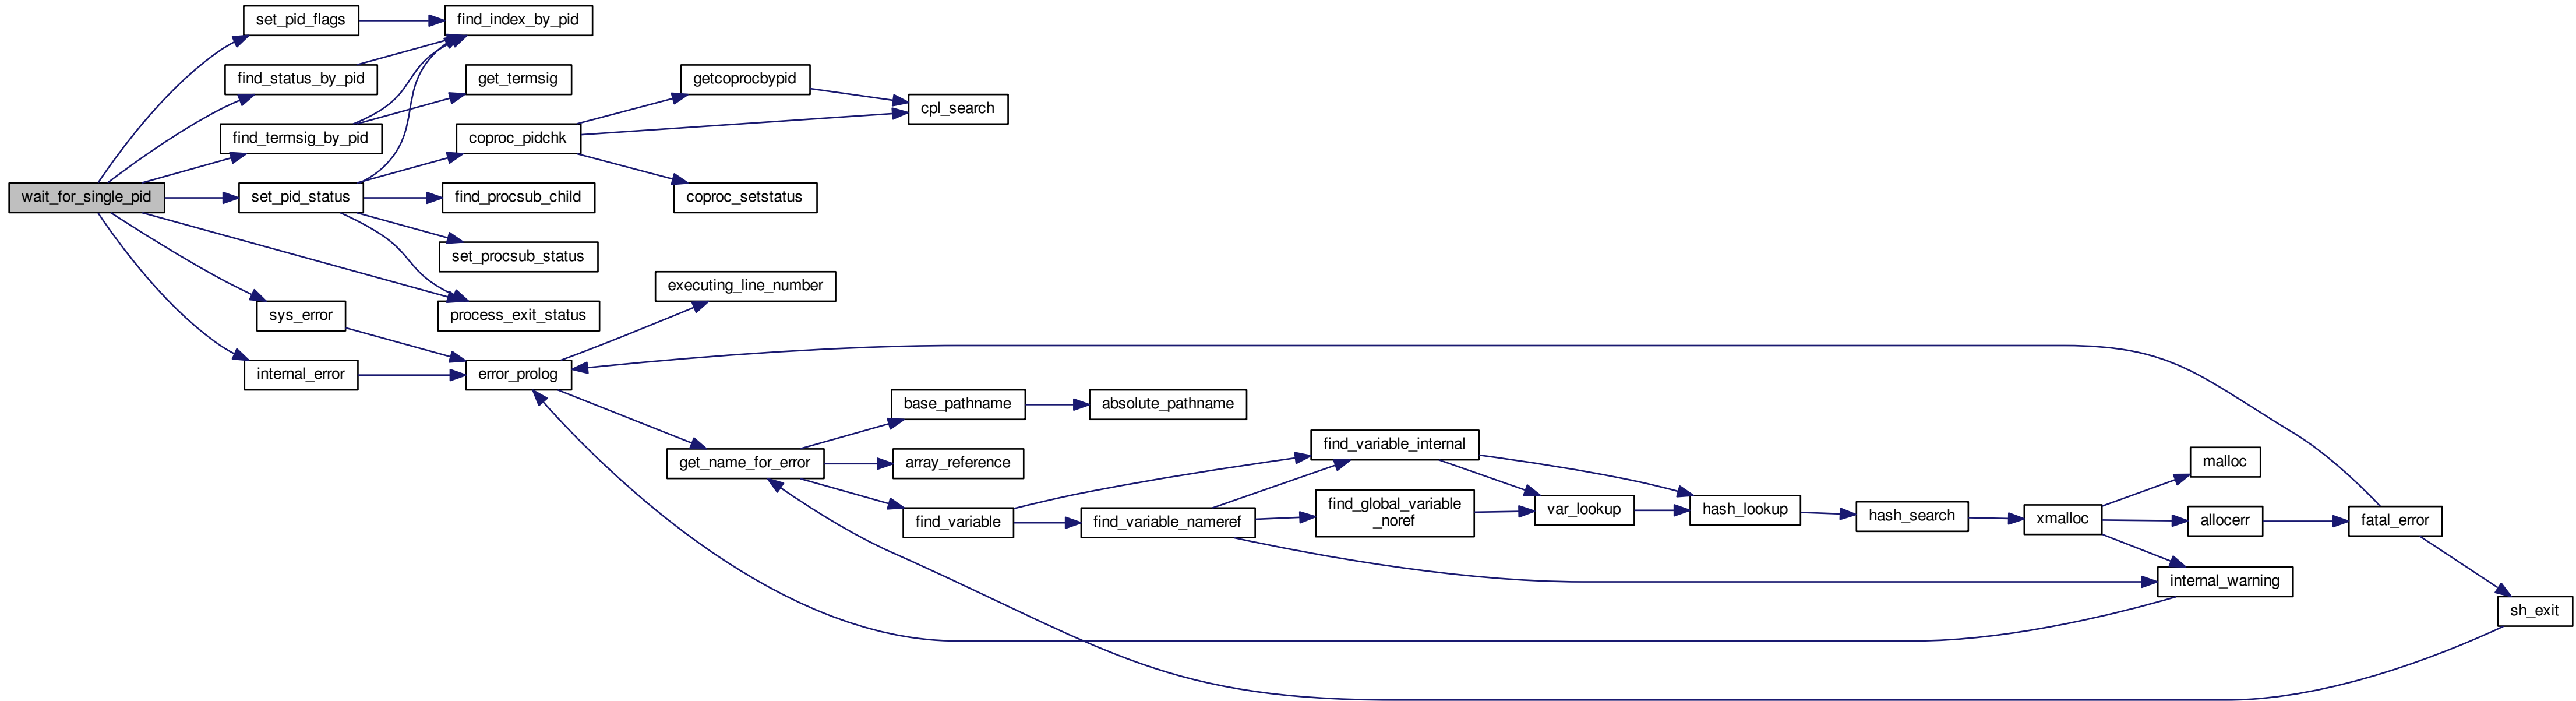 set_pid_flags
find_index_by_pid
find_status_by_pid
get_termsig
getcoprocbypid
cpl_search
find_termsig_by_pid
coproc_pidchk
wait_for_single_pid
set_pid_status
find_procsub_child
coproc_setstatus
set_procsub_status
executing_line_number
sys_error
process_exit_status
internal_error
error_prolog
base_pathname
absolute_pathname
get_name_for_error
array_reference
find_variable_internal
malloc
find_variable
find_variable_nameref
find_global_variable
_noref
var_lookup
hash_lookup
hash_search
xmalloc
allocerr
fatal_error
internal_warning
sh_exit